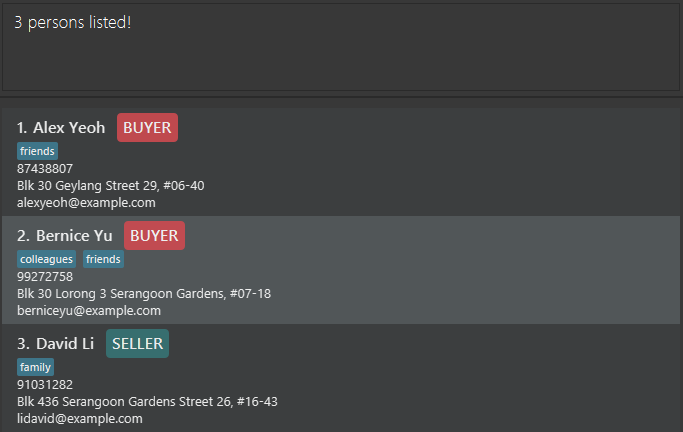 3 persons listed!
1. Alex Yeoh BUYER
friends
87438807
Blk 30 Geylang Street 29, #06-40
alexyeoh@example.com
2. Bernice Yu BUYER
colleagues friends
99272758
Blk 30 Lorong 3 Serangoon Gardens, #07-18
berniceyu@example.com
3. David Li SELLER
family
91031282
Blk 436 Serangoon Gardens Street 26, #16-43
lidavid@example.com